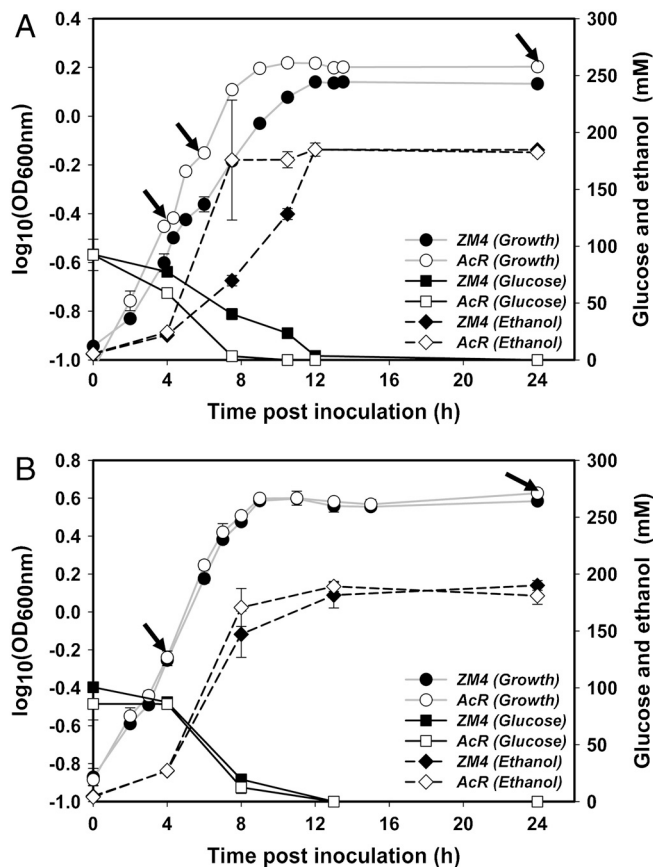 A
0.4
0.2
0.0
-0.2
-0.4
-0.6
-0.8
-1.0
log10(OD600nm)
300
250
200
150
100
50
0
Glucose and ethanol (mM)
ZM4 (Growth)
AcR (Growth)
ZM4 (Glucose)
AcR (Glucose)
ZM4 (Ethanol)
AcR (Ethanol)
0 4 8 12 16 20 24
Time post inoculation (h)
B
0.8
0.6
0.4
0.2
0.0
-0.2
-0.4
-0.6
-0.8
-1.0
log10(OD600nm)
300
250
200
150
100
50
0
Glucose and ethanol (mM)
ZM4 (Growth)
AcR (Growth)
ZM4 (Glucose)
AcR (Glucose)
ZM4 (Ethanol)
AcR (Ethanol)
0 4 8 12 16 20 24
Time post inoculation (h)